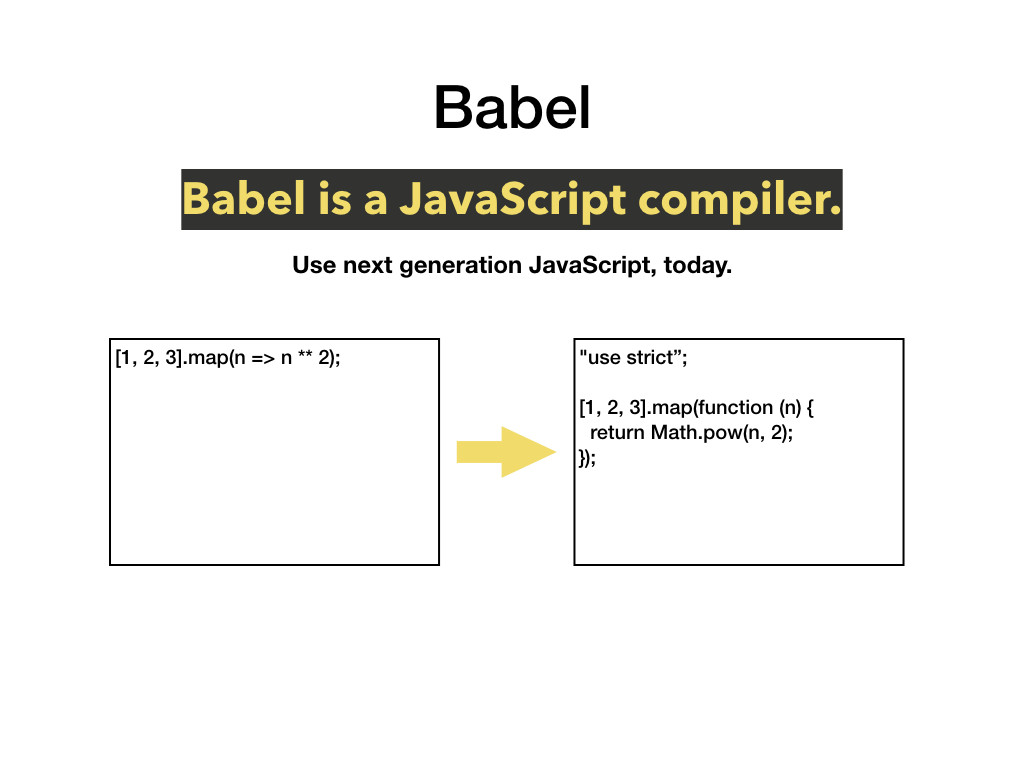 Babel
Babel is a JavaScript compiler.
Use next generation JavaScript, today.
[1, 2, 3].map(n => n ** 2);
"use strict”;
[1, 2, 3].map(function (n) {
  return Math.pow(n, 2);
});